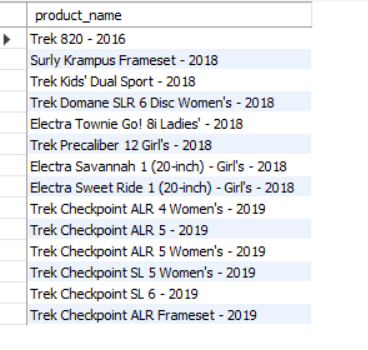 product_name
Trek 820 - 2016
Surly Krampus Frameset - 2018
Trek Kids' Dual Sport - 2018
Trek Domane SLR 6 Disc Women's - 2018
Electra Townie Go! 8i Ladies' - 2018
Trek Precaliber 12 Girl's - 2018
Electra Savannah 1 (20-inch) - Girl's - 2018
Electra Sweet Ride 1 (20-inch) - Girl's - 2018
Trek Checkpoint ALR 4 Women's - 2019
Trek Checkpoint ALR 5 - 2019
Trek Checkpoint ALR 5 Women's - 2019
Trek Checkpoint SL 5 Women's - 2019
Trek Checkpoint SL 6 - 2019
Trek Checkpoint ALR Frameset - 2019